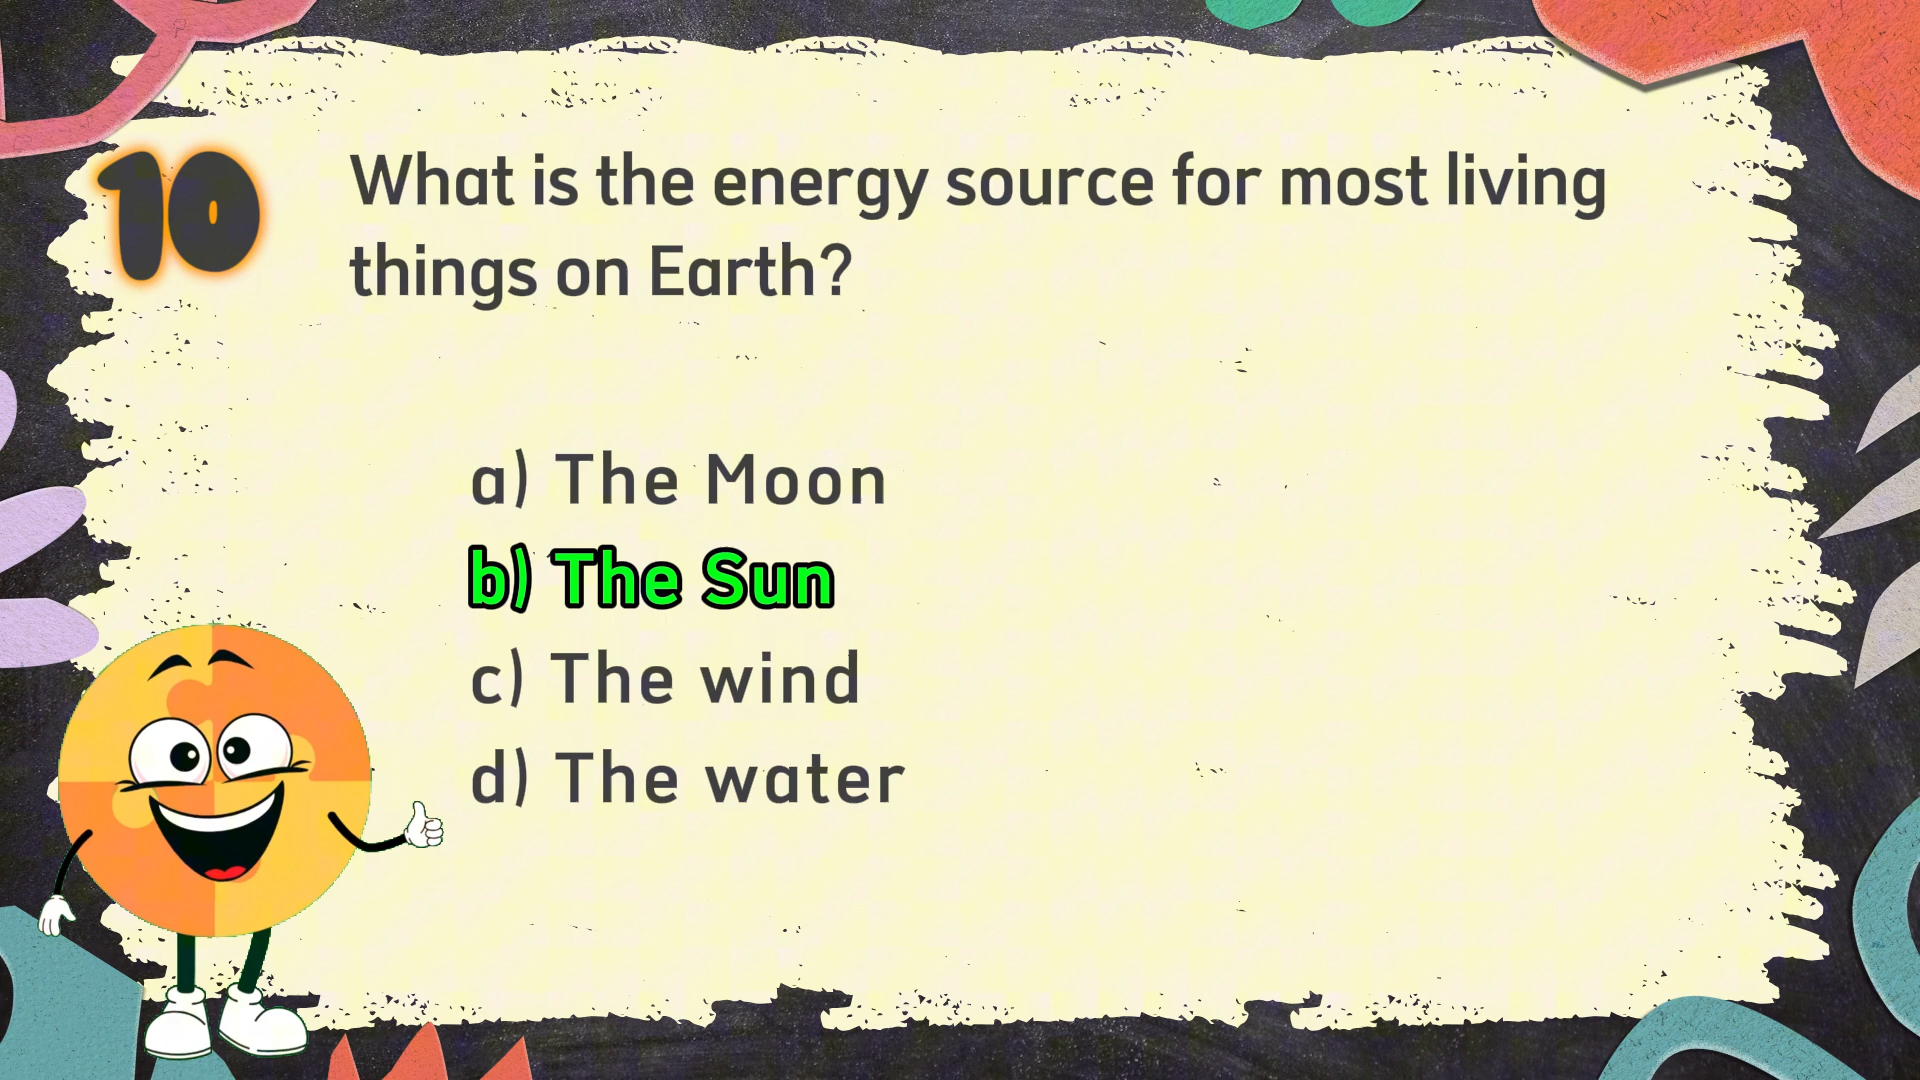 10
What is the energy source for most living
things on Earth?
a) The Moon
b) The Sun
c) The wind
d) The water